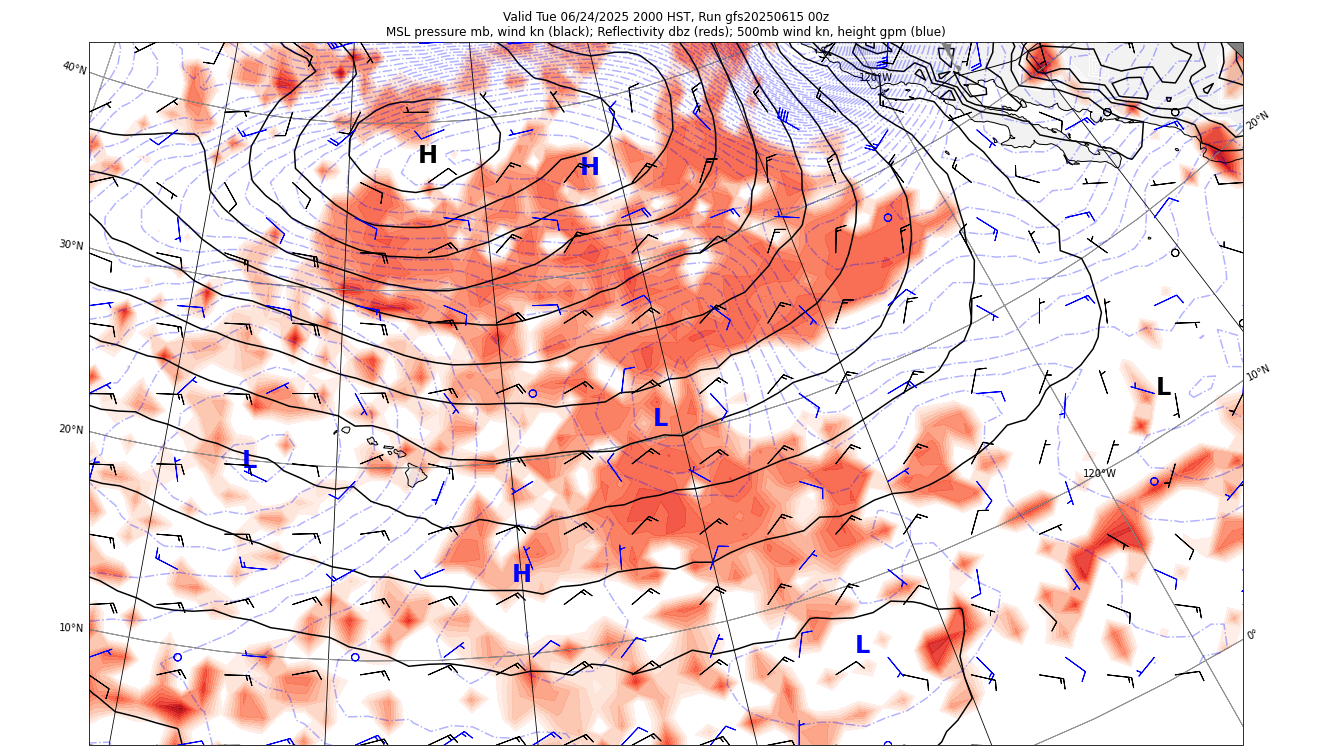 Valid Tue 06/24/2025 2000 HST, Run gfs20250615 00z
MSL pressure mb, wind kn (black); Reflectivity dbz (reds); 500mb wind kn, height gpm (blue)
40°N
120°W
20°N
H
H
30°N
10°N
L
L
20°N
L
120°W
H
10°N
0°
L